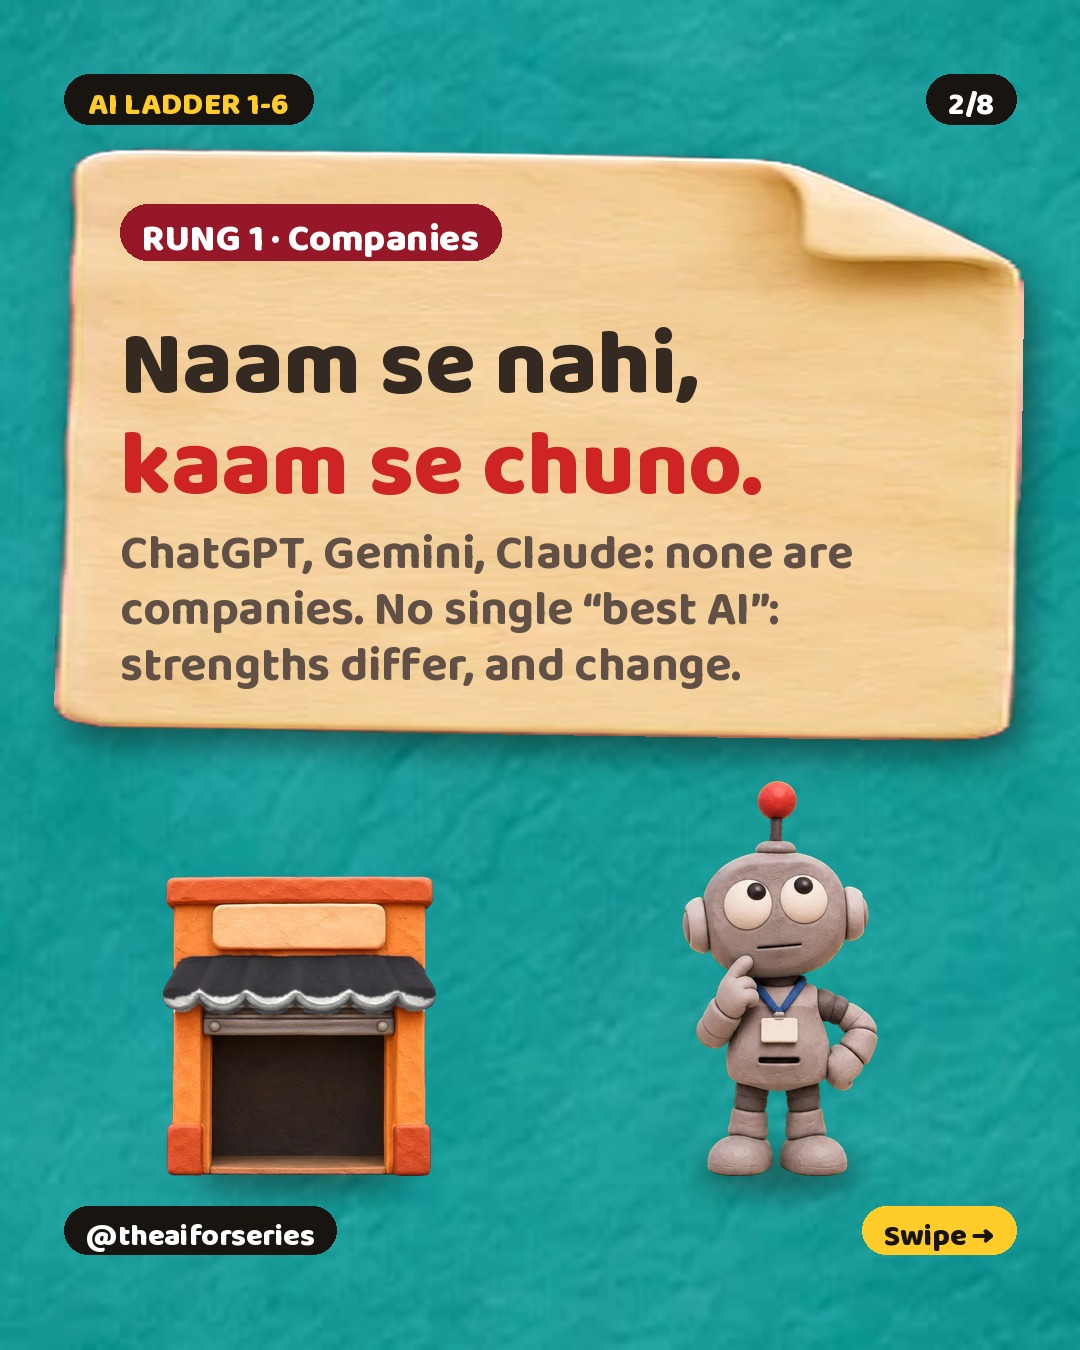 AI LADDER 1-6
2/8
RUNG 1 · Companies
Naam se nahi,
kaam se chuno.
ChatGPT, Gemini, Claude: none are
companies. No single “best AI”:
strengths differ, and change.
@theaiforseries
Swipe →